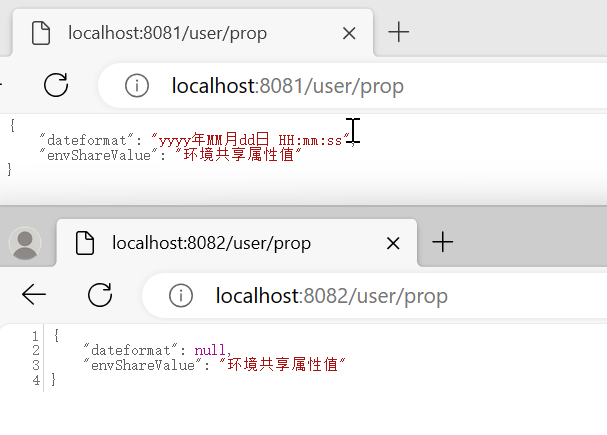 localhost:8081/user/prop
localhost:8081/user/prop
{
"dateformat": "yyyy年MM月dd日 HH:mm:ss",
"envShareValue": "环境共享属性值"
}
localhost:8082/user/prop
localhost:8082/user/prop
1 {
2 "dateformat": null,
3 "envShareValue": "环境共享属性值"
4 }